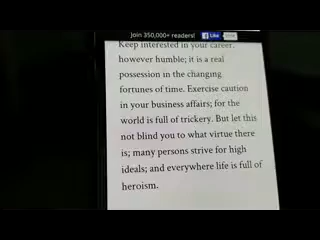 Join 350,000+ readers! Like
Keep interested in your career,
however humble; it is a real
possession in the changing
fortunes of time. Exercise caution
in your business affairs; for the
world is full of trickery. But let this
not blind you to what virtue there
is; many persons strive for high
ideals; and everywhere life is full of
heroism.